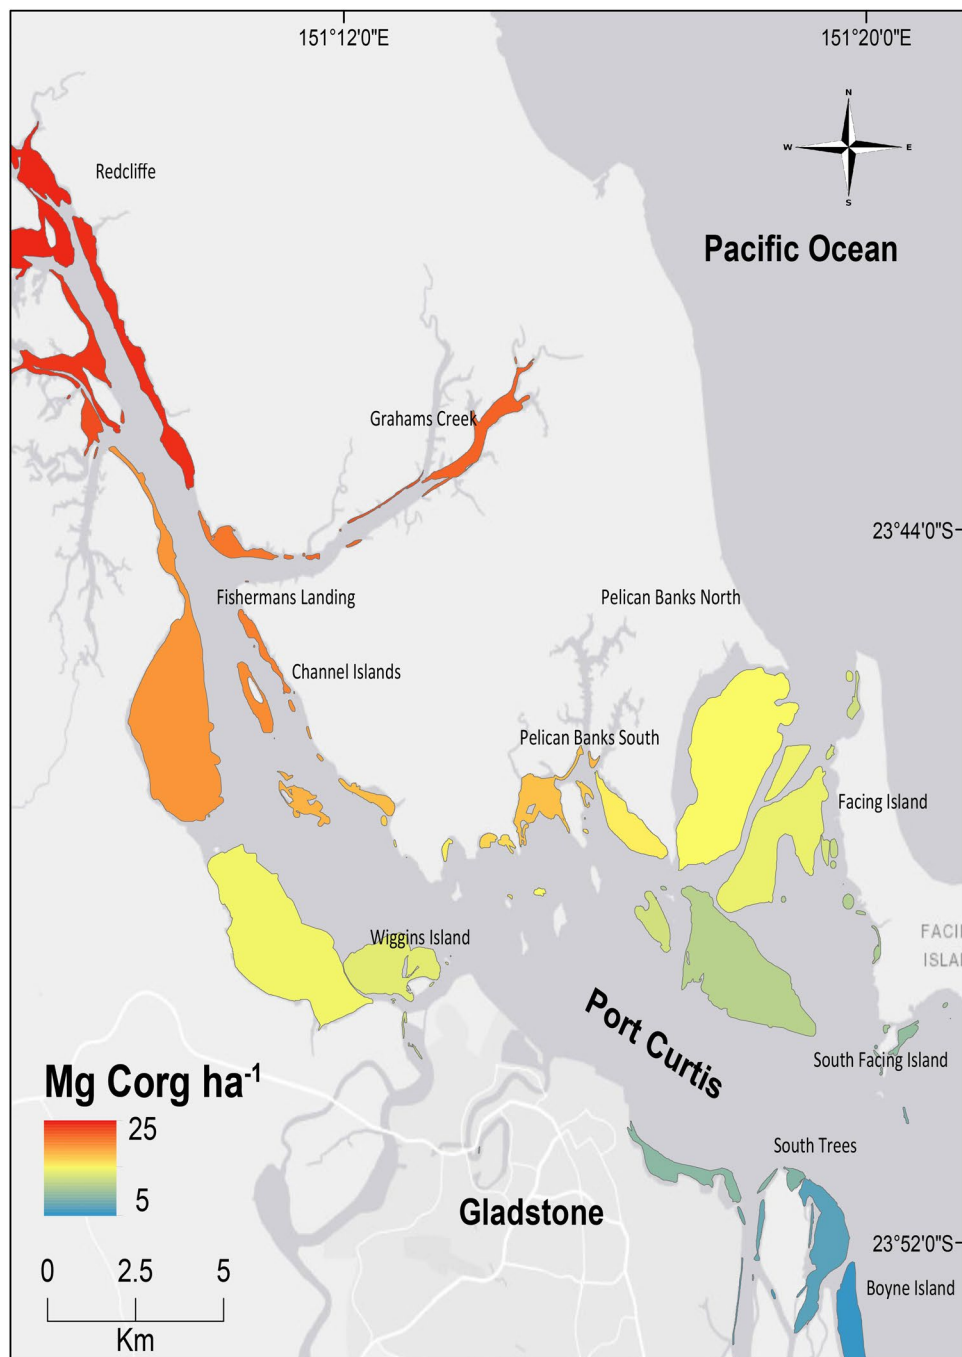 151°12'0"E
151°20'0"E
N
W
E
S
Redcliffe
Pacific Ocean
Grahams Creek
23°44'0"S
Fishermans Landing
Pelican Banks North
Channel Islands
Pelican Banks South
Facing Island
Wiggins Island
FACI
ISLA
Port Curtis
South Facing Island
Mg Corg ha-1
25
5
South Trees
Gladstone
23°52'0"S
0
2.5
5
Km
Boyne Island